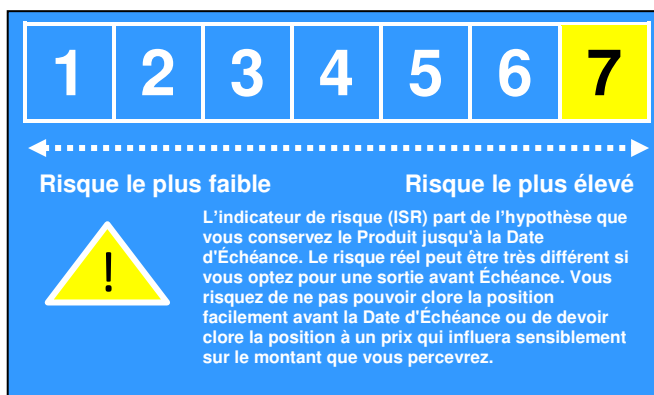 1 2 3 4 5 6 7
Risque le plus faible Risque le plus élevé
L'indicateur de risque (ISR) part de l'hypothèse que
vous conservez le Produit jusqu'à la Date
d'Échéance. Le risque réel peut être très différent si
vous optez pour une sortie avant Échéance. Vous
risquez de ne pas pouvoir clore la position
facilement avant la Date d'Échéance ou de devoir
clore la position à un prix qui influera sensiblement
sur le montant que vous percevrez.
!